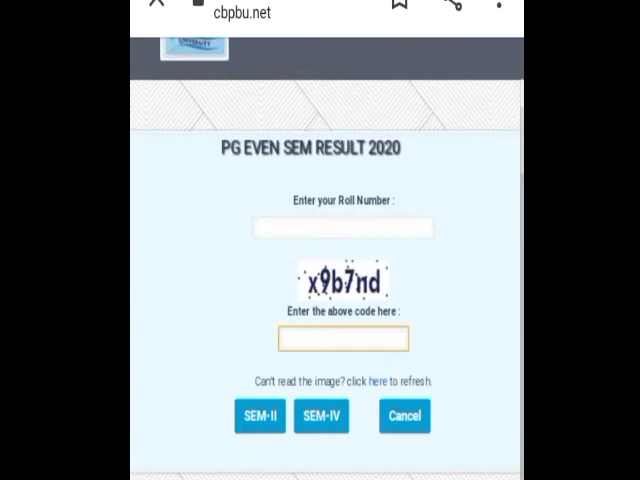 cbpbu.net
PG EVEN SEM RESULT 2020
Enter your Roll Number :
x9b7nd
Enter the above code here :
Can't read the image? click here to refresh.
SEM-II SEM-IV Cancel